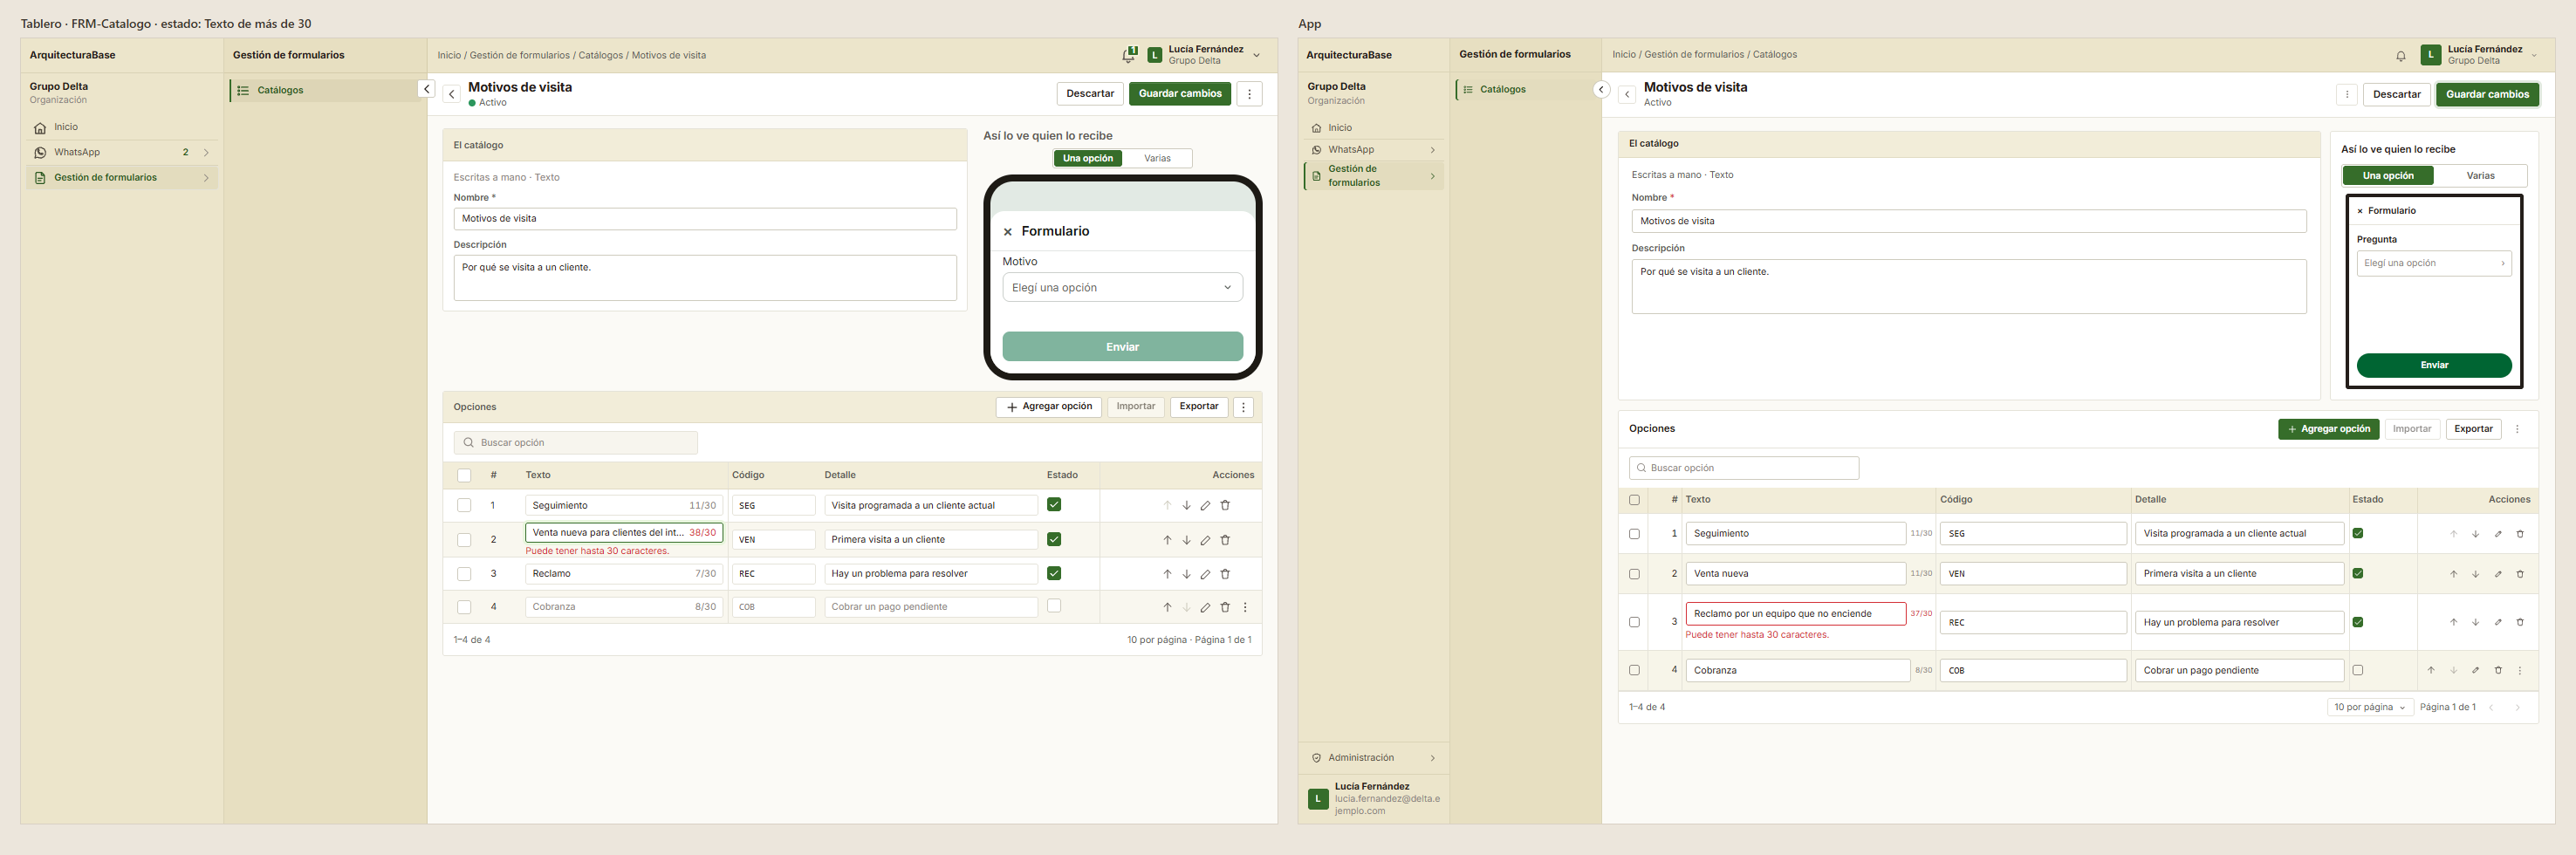 Tablero · FRM-Catalogo · estado: Texto de más de 30
ArquitecturaBase
Gestión de formularios
Inicio / Gestión de formularios / Catálogos / Motivos de visita
1
L
Lucía Fernández
Grupo Delta
Grupo Delta
Organización
Inicio
WhatsApp 2
Gestión de formularios
Catálogos
Motivos de visita
Activo
Descartar
Guardar cambios
El catálogo
Escritas a mano · Texto
Nombre *
Motivos de visita
Descripción
Por qué se visita a un cliente.
Así lo ve quien lo recibe
Una opción
Varias
× Formulario
Motivo
Elegí una opción
Enviar
Opciones
+ Agregar opción
Importar
Exportar
Buscar opción
# Texto Código Detalle Estado Acciones
1 Seguimiento 11/30 SEG Visita programada a un cliente actual
2 Venta nueva para clientes del int... 38/30 VEN Primera visita a un cliente
Puede tener hasta 30 caracteres.
3 Reclamo 7/30 REC Hay un problema para resolver
4 Cobranza 8/30 COB Cobrar un pago pendiente
1–4 de 4
10 por página · Página 1 de 1
App
ArquitecturaBase
Gestión de formularios
Inicio / Gestión de formularios / Catálogos
L
Lucía Fernández
Grupo Delta
Grupo Delta
Organización
Inicio
WhatsApp
Gestión de
formularios
Catálogos
Motivos de visita
Activo
Descartar
Guardar cambios
El catálogo
Escritas a mano · Texto
Nombre *
Motivos de visita
Descripción
Por qué se visita a un cliente.
Así lo ve quien lo recibe
Una opción
Varias
× Formulario
Pregunta
Elegí una opción
Enviar
Opciones
+ Agregar opción
Importar
Exportar
Buscar opción
# Texto Código Detalle Estado Acciones
1 Seguimiento 11/30 SEG Visita programada a un cliente actual
2 Venta nueva 11/30 VEN Primera visita a un cliente
3 Reclamo por un equipo que no enciende 37/30 REC Hay un problema para resolver
Puede tener hasta 30 caracteres.
4 Cobranza 8/30 COB Cobrar un pago pendiente
1–4 de 4
10 por página
Página 1 de 1
Administración
L
Lucía Fernández
lucia.fernandez@delta.e
jemplo.com